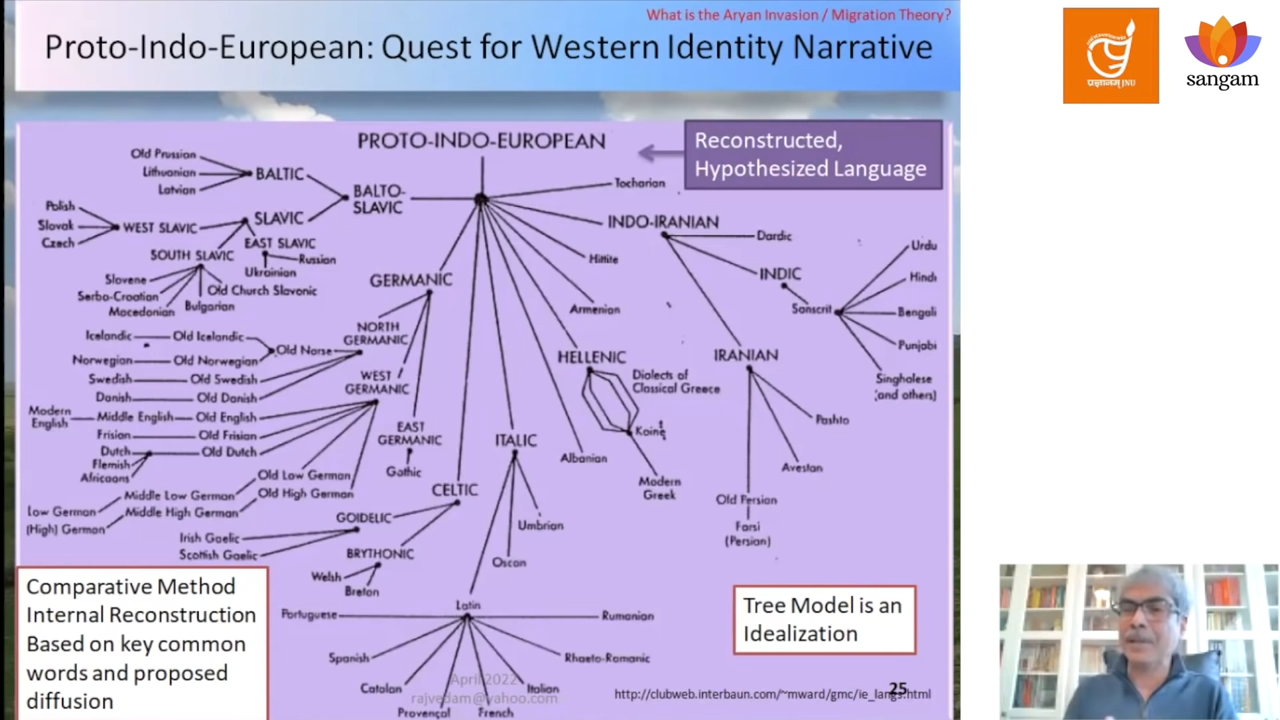 What is the Aryan Invasion / Migration Theory?
Proto-Indo-European: Quest for Western Identity Narrative
प्रज्ञानम् JNU
sangam
PROTO-INDO-EUROPEAN
Reconstructed,
Hypothesized Language
Old Prussian
Lithuanian
Latvian
BALTIC
BALTO-
SLAVIC
Tocharian
Polish
Slovak
Czech
WEST SLAVIC
SLAVIC
EAST SLAVIC
Russian
Ukrainian
SOUTH SLAVIC
Slovene
Serbo-Croatian
Macedonian
Bulgarian
Old Church Slavonic
INDO-IRANIAN
Dardic
Hittite
INDIC
Sanscrit
Urdu
Hindi
Bengali
Punjabi
Singhalese
(and others)
Armenian
GERMANIC
NORTH
GERMANIC
Icelandic
Old Icelandic
Norwegian
Old Norwegian
Old Norse
Swedish
Old Swedish
Danish
Old Danish
WEST
GERMANIC
Modern
English
Middle English
Old English
Frisian
Old Frisian
Dutch
Old Dutch
Flemish
Africaans
Old Low German
Middle Low German
Old High German
Low German
Middle High German
(High) German
EAST
GERMANIC
Gothic
HELLENIC
Dialects of
Classical Greece
Koine
Modern
Greek
IRANIAN
Pashto
Avestan
Old Persian
Farsi
(Persian)
Albanian
ITALIC
Umbrian
Oscan
CELTIC
GOIDELIC
Irish Gaelic
Scottish Gaelic
BRYTHONIC
Welsh
Breton
Latin
Portuguese
Rumanian
Spanish
Rhaeto-Romanic
Catalan
Italian
Provençal
French
Comparative Method
Internal Reconstruction
Based on key common
words and proposed
diffusion
Tree Model is an
Idealization
April 2022
rajvedam@yahoo.com
25
http://clubweb.interbaun.com/~mward/gmc/ie_langs.html